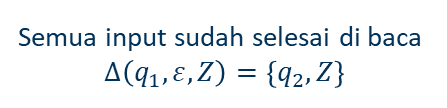 Semua input sudah selesai di baca
Δ(q₁, ε, Z) = {q₂, Z}